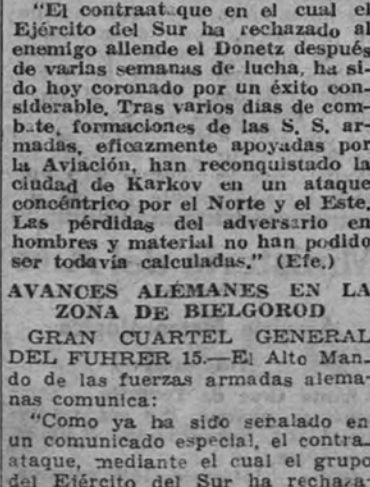 "El contraataque en el cual el
Ejército del Sur ha rechazado al
enemigo allende el Donetz después
de varias semanas de lucha, ha si-
do hoy coronado por un éxito con-
siderable. Tras varios días de com-
bate, formaciones de las S. S. ar-
madas, eficazmente apoyadas por
la Aviación, han reconquistado la
ciudad de Karkov en un ataque
concéntrico por el Norte y el Este.
Las pérdidas del adversario en
hombres y material no han podido
ser todavía calculadas." (Efe.)
AVANCES ALEMANES EN LA
ZONA DE BIELGOROD
GRAN CUARTEL GENERAL
DEL FUHRER 15.—El Alto Man-
do de las fuerzas armadas alema-
nas comunica:
"Como ya ha sido señalado en
un comunicado especial, el contra-
ataque, mediante el cual el grupo
del Ejército del Sur ha rechaza-